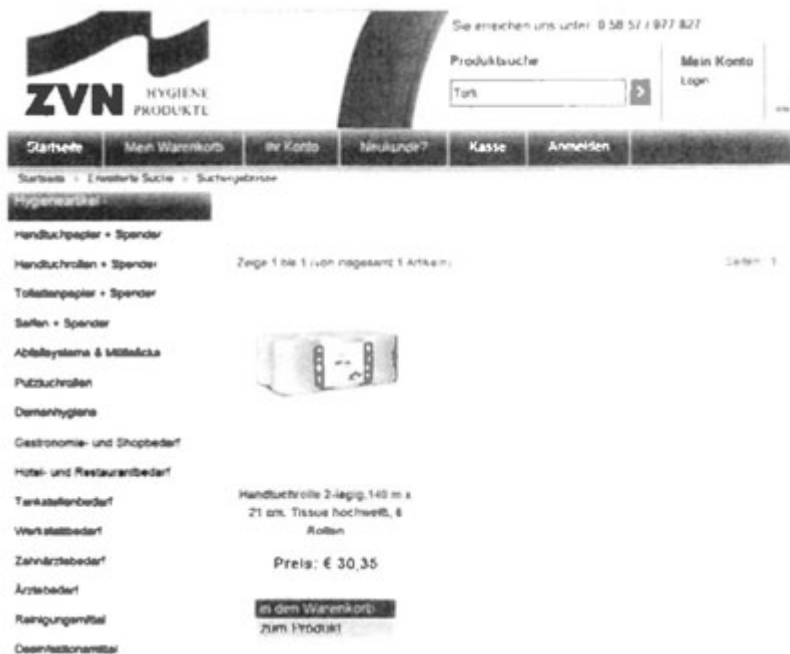 Sie erreichen uns unter 0 58 57 / 977 827
Produktsuche
Mein Konto
Tork
Login
ZVN HYGIENE
PRODUKTE
Startseite Mein Warenkorb Ihr Konto Neukunde? Kasse Anmelden
Startseite » Erweiterte Suche » Suchergebnisse
Hygieneartikel
Handtuchpapier + Spender
Handtuchrollen + Spender
Zeige 1 bis 1 (von insgesamt 1 Artikeln)
Seiten: 1
Toilettenpapier + Spender
Seifen + Spender
Abfallsysteme & Müllsäcke
Putztuchrollen
Damenhygiene
Gastronomie- und Shopbedarf
Hotel- und Restaurantbedarf
Tankstellenbedarf
Werkstattbedarf
Zahnärztebedarf
Ärztebedarf
Reinigungsmittel
Desinfektionsmittel
Handtuchrolle 2-lagig, 140 m x
21 cm, Tissue hochweiß, 6
Rollen
Preis: € 30,35
in den Warenkorb
zum Produkt